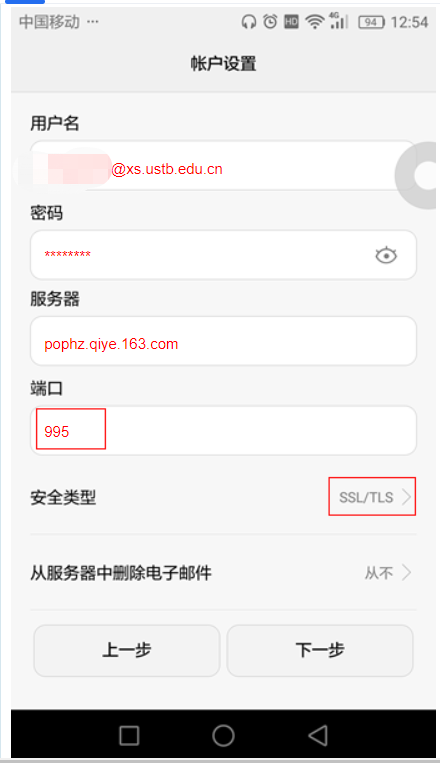 中国移动 ··· HD 4G 94 12:54
帐户设置
用户名
@xs.ustb.edu.cn
密码
********
服务器
pophz.qiye.163.com
端口
995
安全类型 SSL/TLS
从服务器中删除电子邮件 从不
上一步 下一步